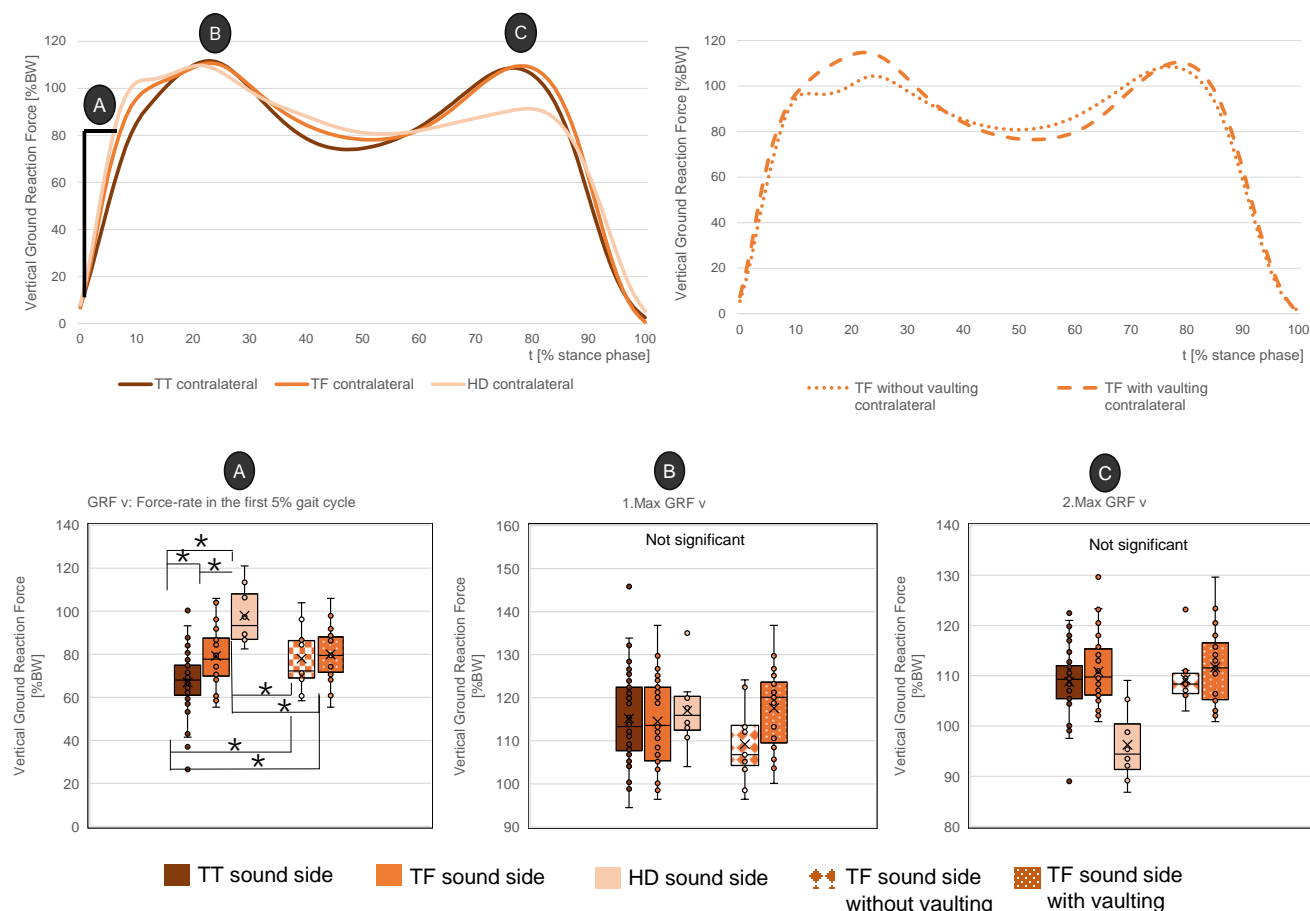 B
C
A
Vertical Ground Reaction Force [%BW]
120
100
80
60
40
20
0
0 10 20 30 40 50 60 70 80 90 100
t [% stance phase]
TT contralateral TF contralateral HD contralateral
Vertical Ground Reaction Force [%BW]
120
100
80
60
40
20
0
0 10 20 30 40 50 60 70 80 90 100
t [% stance phase]
TF without vaulting
contralateral
TF with vaulting
contralateral
A
GRF v: Force-rate in the first 5% gait cycle
Vertical Ground Reaction Force
[%BW]
140
120
100
80
60
40
20
0
* * *
* *
* *
B
1.Max GRF v
Not significant
Vertical Ground Reaction Force
[%BW]
160
150
140
130
120
110
100
90
C
2.Max GRF v
Not significant
Vertical Ground Reaction Force
[%BW]
140
130
120
110
100
90
80
TT sound side
TF sound side
HD sound side
TF sound side
without vaulting
TF sound side
with vaulting